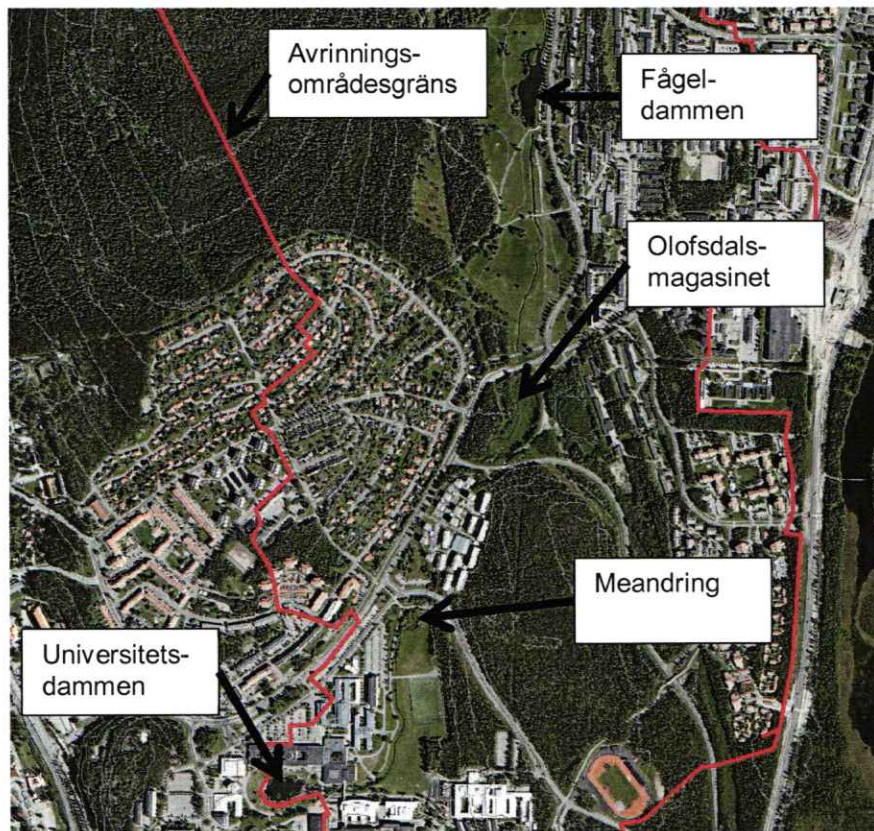 Avrinnings-
områdesgräns
Fågel-
dammen
Olofsdals-
magasinet
Meandring
Universitets-
dammen